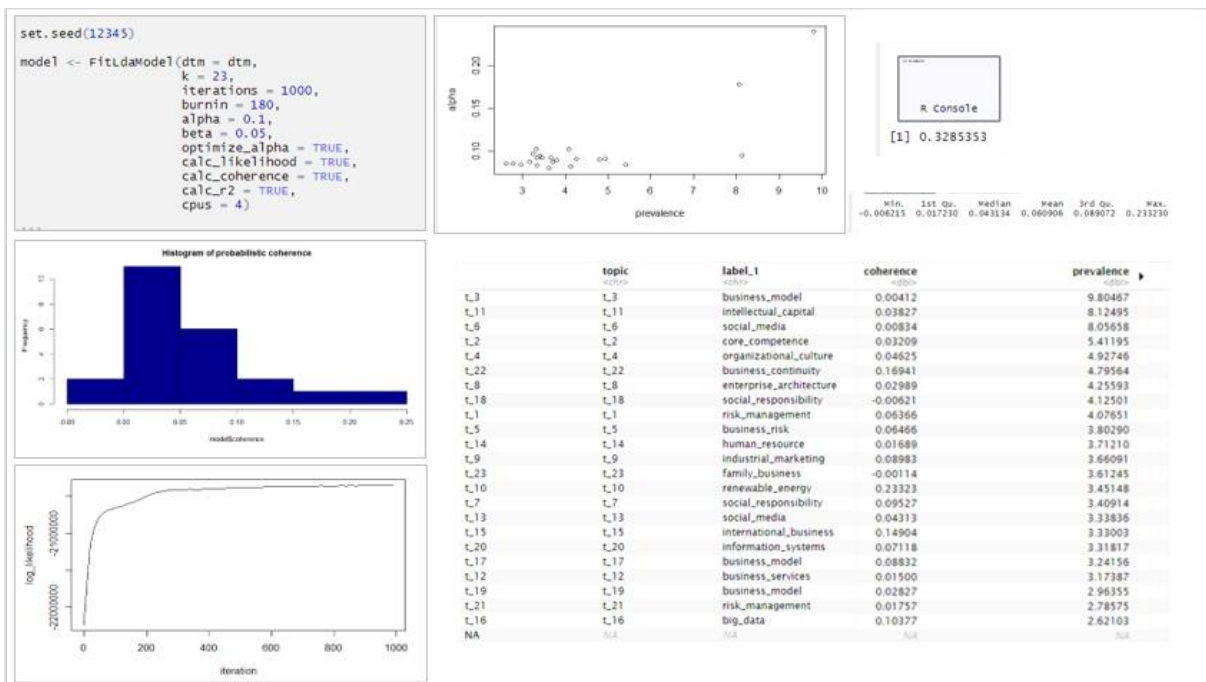 set.seed(12345)
model <- FitLdaModel(dtm = dtm,
k = 23,
iterations = 1000,
burnin = 180,
alpha = 0.1,
beta = 0.05,
optimize_alpha = TRUE,
calc_likelihood = TRUE,
calc_coherence = TRUE,
calc_r2 = TRUE,
cpus = 4)
alpha
0.20
0.15
0.10
3 4 5 6 7 8 9 10
prevalence
R Console
[1] 0.3285353
Min. 1st Qu. Median Mean 3rd Qu. Max.
-0.006215 0.017230 0.043134 0.060906 0.089072 0.233230
Histogram of probabilistic coherence
Frequency
10
8
6
4
2
0
-0.05 0.00 0.05 0.10 0.15 0.20 0.25
model$coherence
log_likelihood
-21000000
-22000000
0 200 400 600 800 1000
iteration
topic label_1 coherence prevalence
<chr> <chr> <dbl> <dbl>
t_3 t_3 business_model 0.00412 9.80467
t_11 t_11 intellectual_capital 0.03827 8.12495
t_6 t_6 social_media 0.00834 8.05658
t_2 t_2 core_competence 0.03209 5.41195
t_4 t_4 organizational_culture 0.04625 4.92746
t_22 t_22 business_continuity 0.16941 4.79564
t_8 t_8 enterprise_architecture 0.02989 4.25593
t_18 t_18 social_responsibility -0.00621 4.12501
t_1 t_1 risk_management 0.06366 4.07651
t_5 t_5 business_risk 0.06466 3.80290
t_14 t_14 human_resource 0.01689 3.71210
t_9 t_9 industrial_marketing 0.08983 3.66091
t_23 t_23 family_business -0.00114 3.61245
t_10 t_10 renewable_energy 0.23323 3.45148
t_7 t_7 social_responsibility 0.09527 3.40914
t_13 t_13 social_media 0.04313 3.33836
t_15 t_15 international_business 0.14904 3.33003
t_20 t_20 information_systems 0.07118 3.31817
t_17 t_17 business_model 0.08832 3.24156
t_12 t_12 business_services 0.01500 3.17387
t_19 t_19 business_model 0.02827 2.96355
t_21 t_21 risk_management 0.01757 2.78575
t_16 t_16 big_data 0.10377 2.62103
NA NA NA NA NA